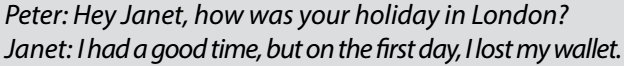 Peter: Hey Janet, how was your holiday in London?
Janet: I had a good time, but on the first day, I lost my wallet.